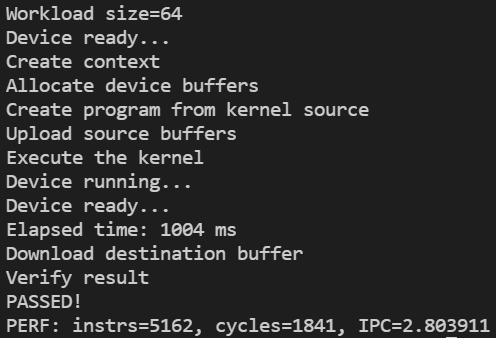 Workload size=64
Device ready...
Create context
Allocate device buffers
Create program from kernel source
Upload source buffers
Execute the kernel
Device running...
Device ready...
Elapsed time: 1004 ms
Download destination buffer
Verify result
PASSED!
PERF: instrs=5162, cycles=1841, IPC=2.803911